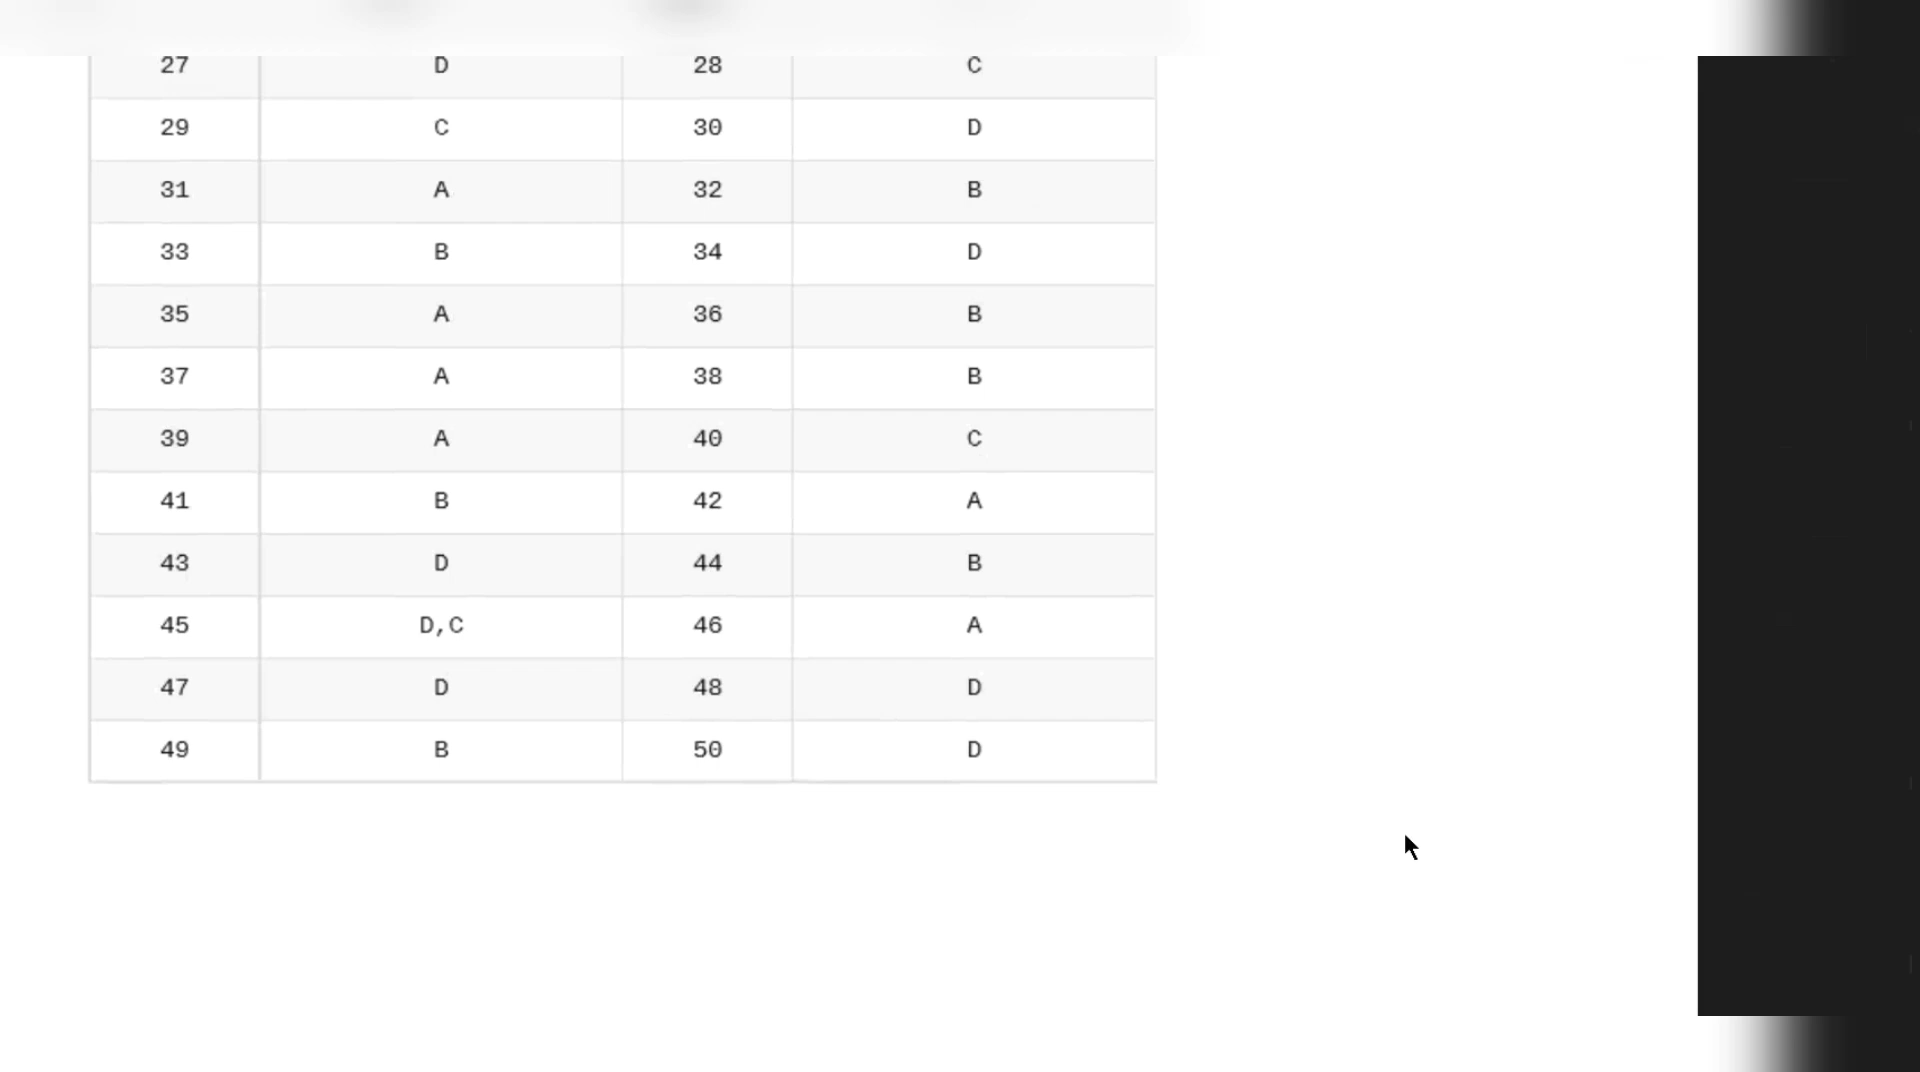 27 D 28 C
29 C 30 D
31 A 32 B
33 B 34 D
35 A 36 B
37 A 38 B
39 A 40 C
41 B 42 A
43 D 44 B
45 D,C 46 A
47 D 48 D
49 B 50 D